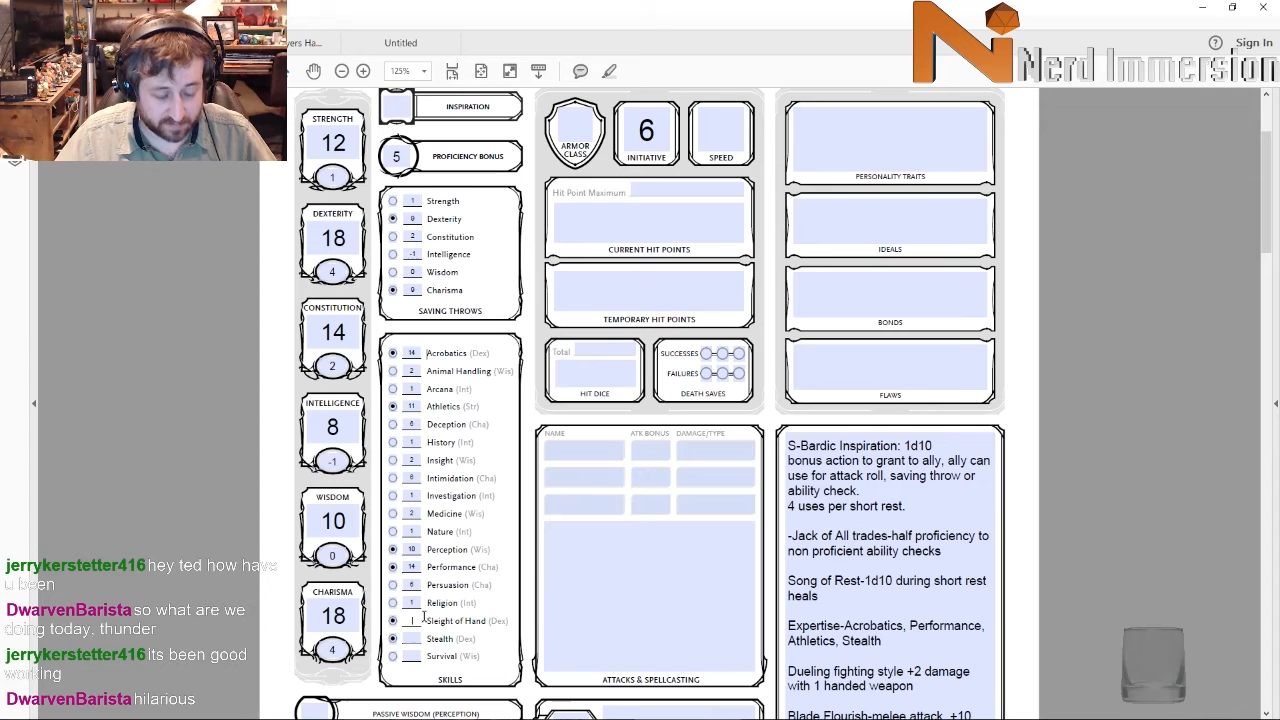 yers Ha...
Untitled
Nerd Immersion
Sign In
125%
STRENGTH
12
1
DEXTERITY
18
4
CONSTITUTION
14
2
INTELLIGENCE
8
-1
WISDOM
10
0
CHARISMA
18
4
INSPIRATION
5
PROFICIENCY BONUS
1 Strength
9 Dexterity
2 Constitution
-1 Intelligence
0 Wisdom
9 Charisma
SAVING THROWS
14 Acrobatics (Dex)
2 Animal Handling (Wis)
1 Arcana (Int)
11 Athletics (Str)
6 Deception (Cha)
1 History (Int)
2 Insight (Wis)
6 Intimidation (Cha)
1 Investigation (Int)
2 Medicine (Wis)
1 Nature (Int)
10 Perception (Wis)
14 Performance (Cha)
6 Persuasion (Cha)
1 Religion (Int)
Sleight of Hand (Dex)
Stealth (Dex)
Survival (Wis)
SKILLS
PASSIVE WISDOM (PERCEPTION)
ARMOR
CLASS
6
INITIATIVE
SPEED
Hit Point Maximum
CURRENT HIT POINTS
TEMPORARY HIT POINTS
Total
HIT DICE
SUCCESSES
FAILURES
DEATH SAVES
NAME ATK BONUS DAMAGE/TYPE
ATTACKS & SPELLCASTING
PERSONALITY TRAITS
IDEALS
BONDS
FLAWS
S-Bardic Inspiration: 1d10
bonus action to grant to ally, ally can
use for attack roll, saving throw or
ability check.
4 uses per short rest.
-Jack of All trades-half proficiency to
non proficient ability checks
Song of Rest-1d10 during short rest
heals
Expertise-Acrobatics, Performance,
Athletics, Stealth
Dueling fighting style +2 damage
with 1 handed weapon
Blade Flourish-melee attack, +10
jerrykerstetter416 hey ted how have
u been
DwarvenBarista so what are we
doing today, thunder
jerrykerstetter416 its been good
working
DwarvenBarista hilarious